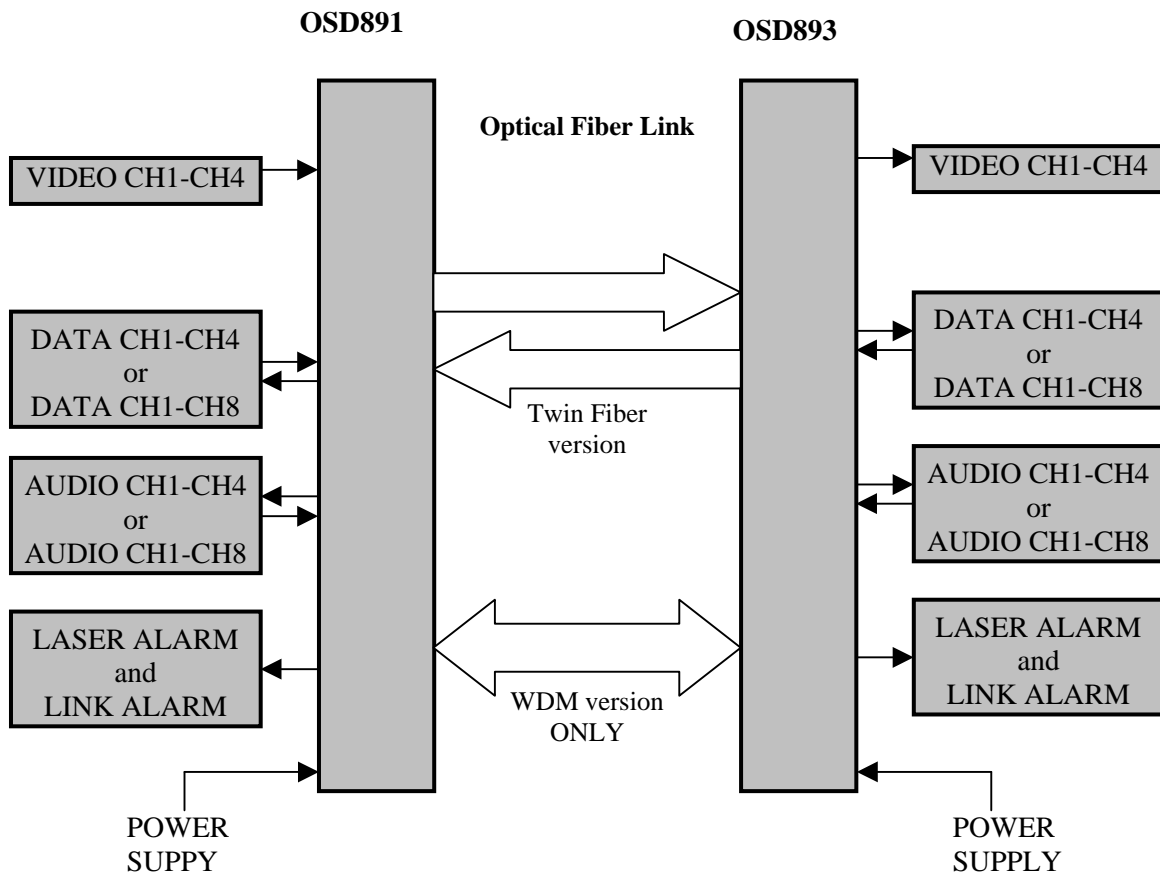 OSD891
OSD893
Optical Fiber Link
VIDEO CH1-CH4
VIDEO CH1-CH4
DATA CH1-CH4
or
DATA CH1-CH8
DATA CH1-CH4
or
DATA CH1-CH8
Twin Fiber
version
AUDIO CH1-CH4
or
AUDIO CH1-CH8
AUDIO CH1-CH4
or
AUDIO CH1-CH8
LASER ALARM
and
LINK ALARM
LASER ALARM
and
LINK ALARM
WDM version
ONLY
POWER
SUPPY
POWER
SUPPLY